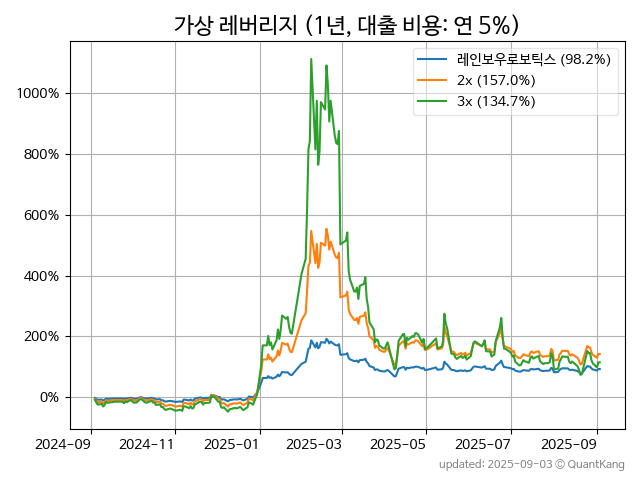 가상 레버리지 (1년, 대출 비용: 연 5%)
레인보우로보틱스 (98.2%)
2x (157.0%)
3x (134.7%)
1000%
800%
600%
400%
200%
0%
2024-09 2024-11 2025-01 2025-03 2025-05 2025-07 2025-09
updated: 2025-09-03 © QuantKang